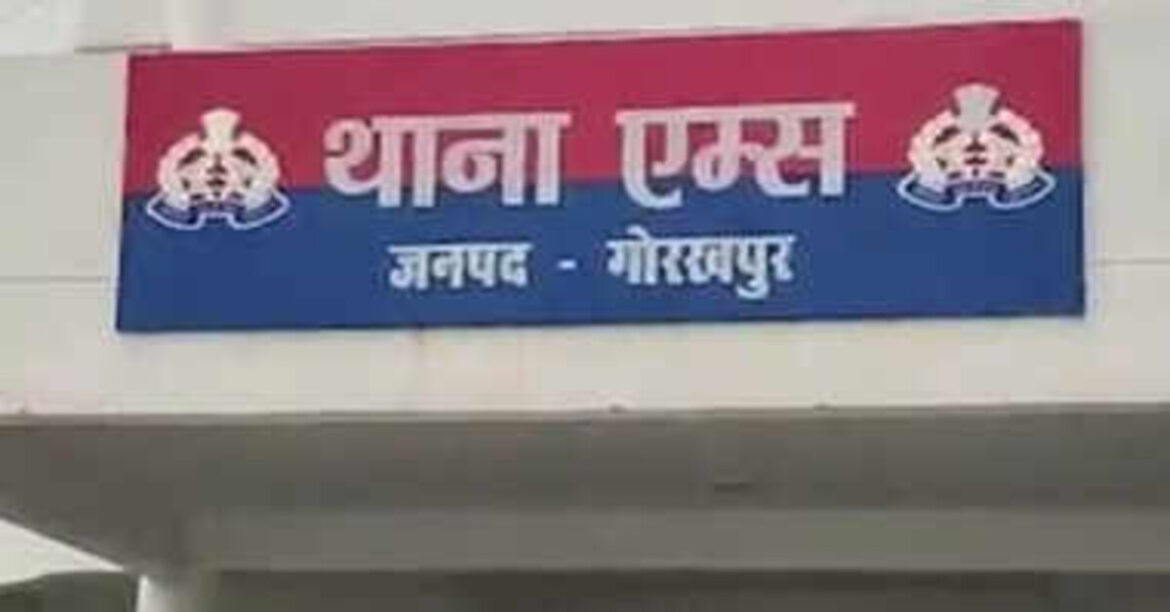 थाना एम्स
जनपद - गोरखपुर